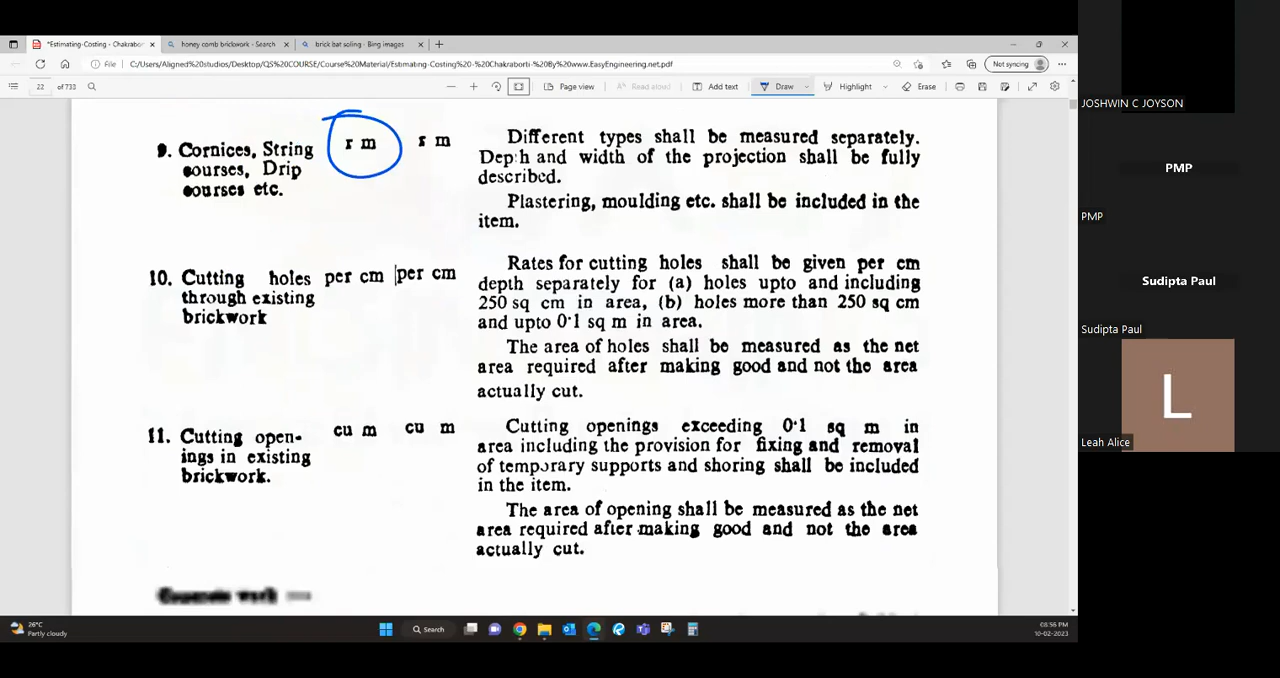 *Estimating-Costing - Chakrabor
honey comb brickwork - Search
brick bat soling - Bing images
File
C:/Users/Aligned%20studios/Desktop/QS%20COURSE/Course%20Material/Estimating-Costing%20-%20Chakraborti-%20By%20www.EasyEngineering.net.pdf
Not syncing
22 of 733
Page view
Read aloud
Add text
Draw
Highlight
Erase
9. Cornices, String courses, Drip courses etc.
r m
r m
Different types shall be measured separately.
Depth and width of the projection shall be fully
described.
Plastering, moulding etc. shall be included in the
item.
10. Cutting holes through existing brickwork
per cm
per cm
Rates for cutting holes shall be given per cm
depth separately for (a) holes upto and including
250 sq cm in area, (b) holes more than 250 sq cm
and upto 0·1 sq m in area.
The area of holes shall be measured as the net
area required after making good and not the area
actually cut.
11. Cutting open-
ings in existing
brickwork.
cu m
cu m
Cutting openings exceeding 0·1 sq m in
area including the provision for fixing and removal
of temporary supports and shoring shall be included
in the item.
The area of opening shall be measured as the net
area required after making good and not the area
actually cut.
Concrete work
JOSHWIN C JOYSON
PMP
PMP
Sudipta Paul
Sudipta Paul
L
Leah Alice
26°C
Partly cloudy
Search
08:56 PM
10-02-2023